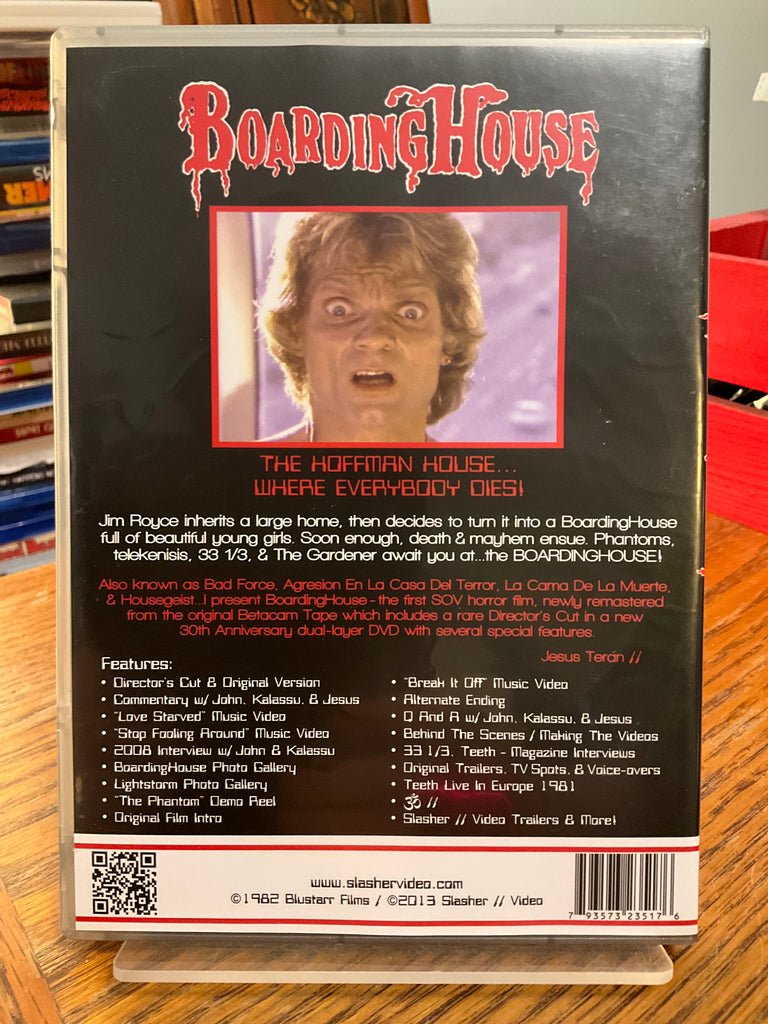 BOARDINGHOUSE
THE HOFFMAN HOUSE...
WHERE EVERYBODY DIES!
Jim Royce inherits a large home, then decides to turn it into a BoardingHouse
full of beautiful young girls. Soon enough, death & mayhem ensue. Phantoms,
telekenisis, 33 1/3, & The Gardener await you at...the BOARDINGHOUSE!
Also known as Bad Force, Agresion En La Casa Del Terror, La Cama De La Muerte,
& Housegeist...I present BoardingHouse - the first SOV horror film, newly remastered
from the original Betacam Tape which includes a rare Director's Cut in a new
30th Anniversary dual-layer DVD with several special features.
Jesus Terán //
Features:
• Director's Cut & Original Version
• Commentary w/ John, Kalassu, & Jesus
• "Love Starved" Music Video
• "Stop Fooling Around" Music Video
• 2008 Interview w/ John & Kalassu
• BoardingHouse Photo Gallery
• Lightstorm Photo Gallery
• "The Phantom" Demo Reel
• Original Film Intro
• "Break It Off" Music Video
• Alternate Ending
• Q And A w/ John, Kalassu, & Jesus
• Behind The Scenes / Making The Videos
• 33 1/3, Teeth - Magazine Interviews
• Original Trailers, TV Spots, & Voice-overs
• Teeth Live In Europe 1981
• ॐ //
• Slasher // Video Trailers & More!
www.slashervideo.com
©1982 Blustarr Films / ©2013 Slasher // Video
7 93573 23517 6